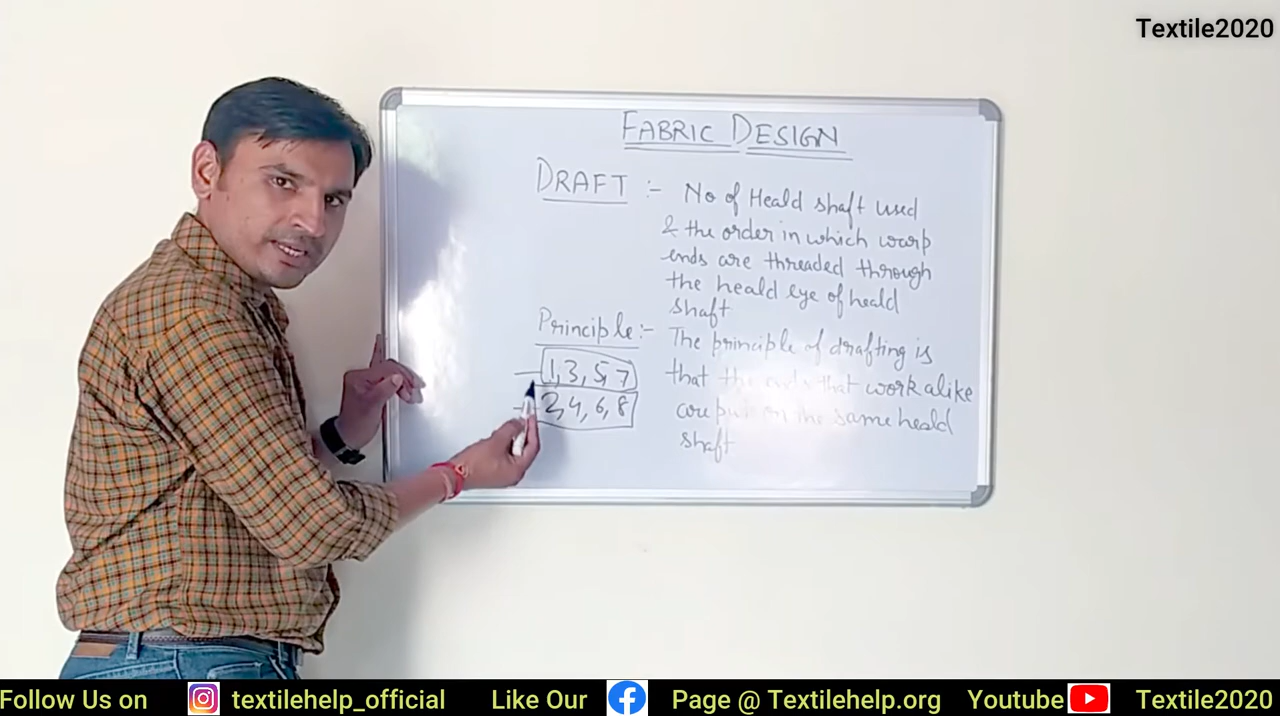 Textile2020
FABRIC DESIGN
DRAFT :- No of Heald shaft used
& the order in which warp
ends are threaded through
the heald eye of heald
shaft
Principle :- The principle of drafting is
that the ends that work alike
are put on the same heald
shaft
1, 3, 5, 7
2, 4, 6, 8
Follow Us on textilehelp_official Like Our Page @ Textilehelp.org Youtube Textile2020